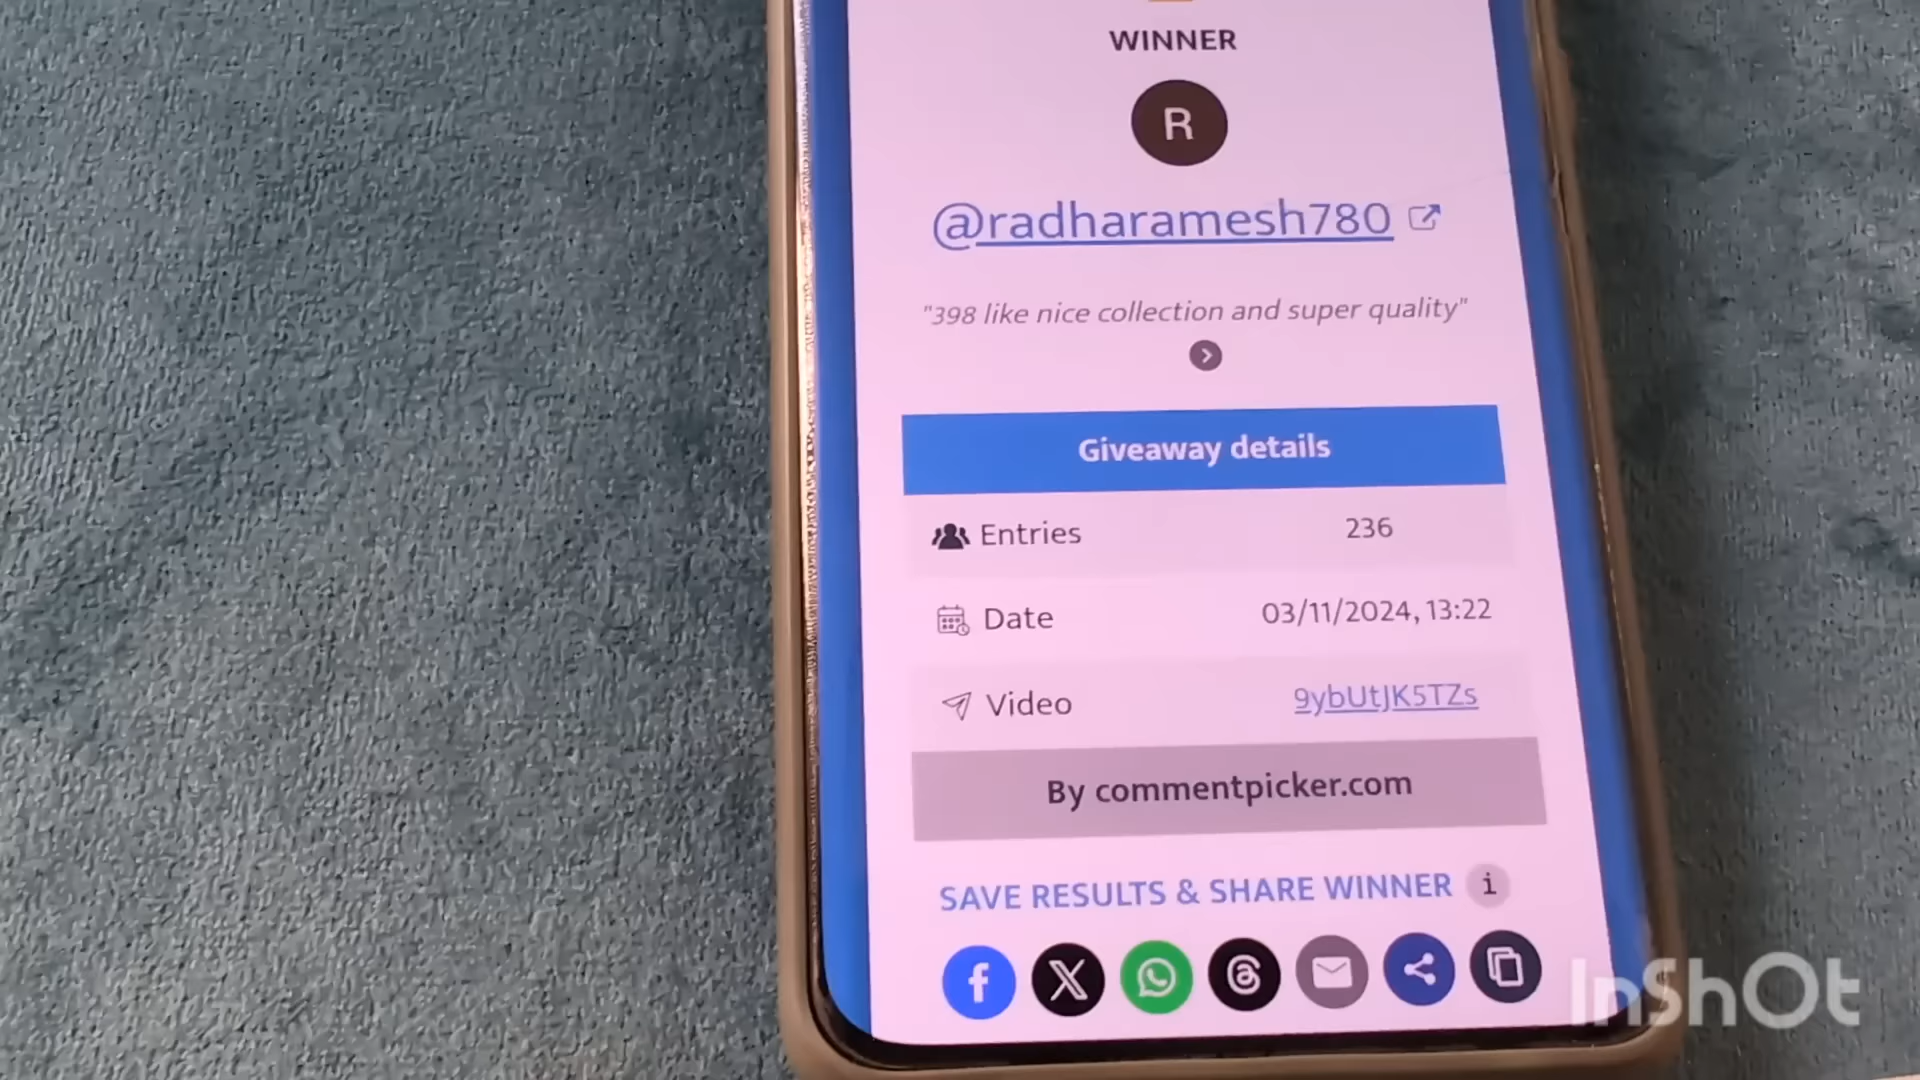 WINNER
R
@radharamesh780
"398 like nice collection and super quality"
Giveaway details
Entries 236
Date 03/11/2024, 13:22
Video 9ybUtJK5TZs
By commentpicker.com
SAVE RESULTS & SHARE WINNER i
InShOt